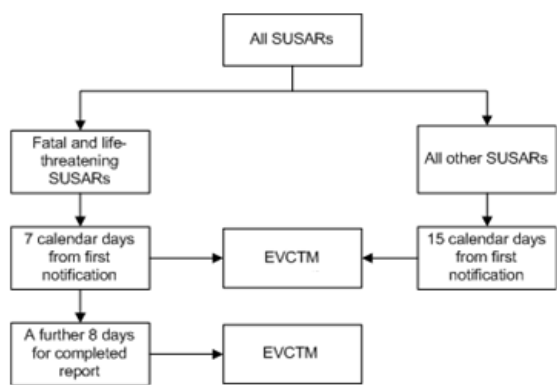 All SUSARs
Fatal and life-
threatening
SUSARs
All other SUSARs
7 calendar days
from first
notification
EVCTM
15 calendar days
from first
notification
A further 8 days
for completed
report
EVCTM